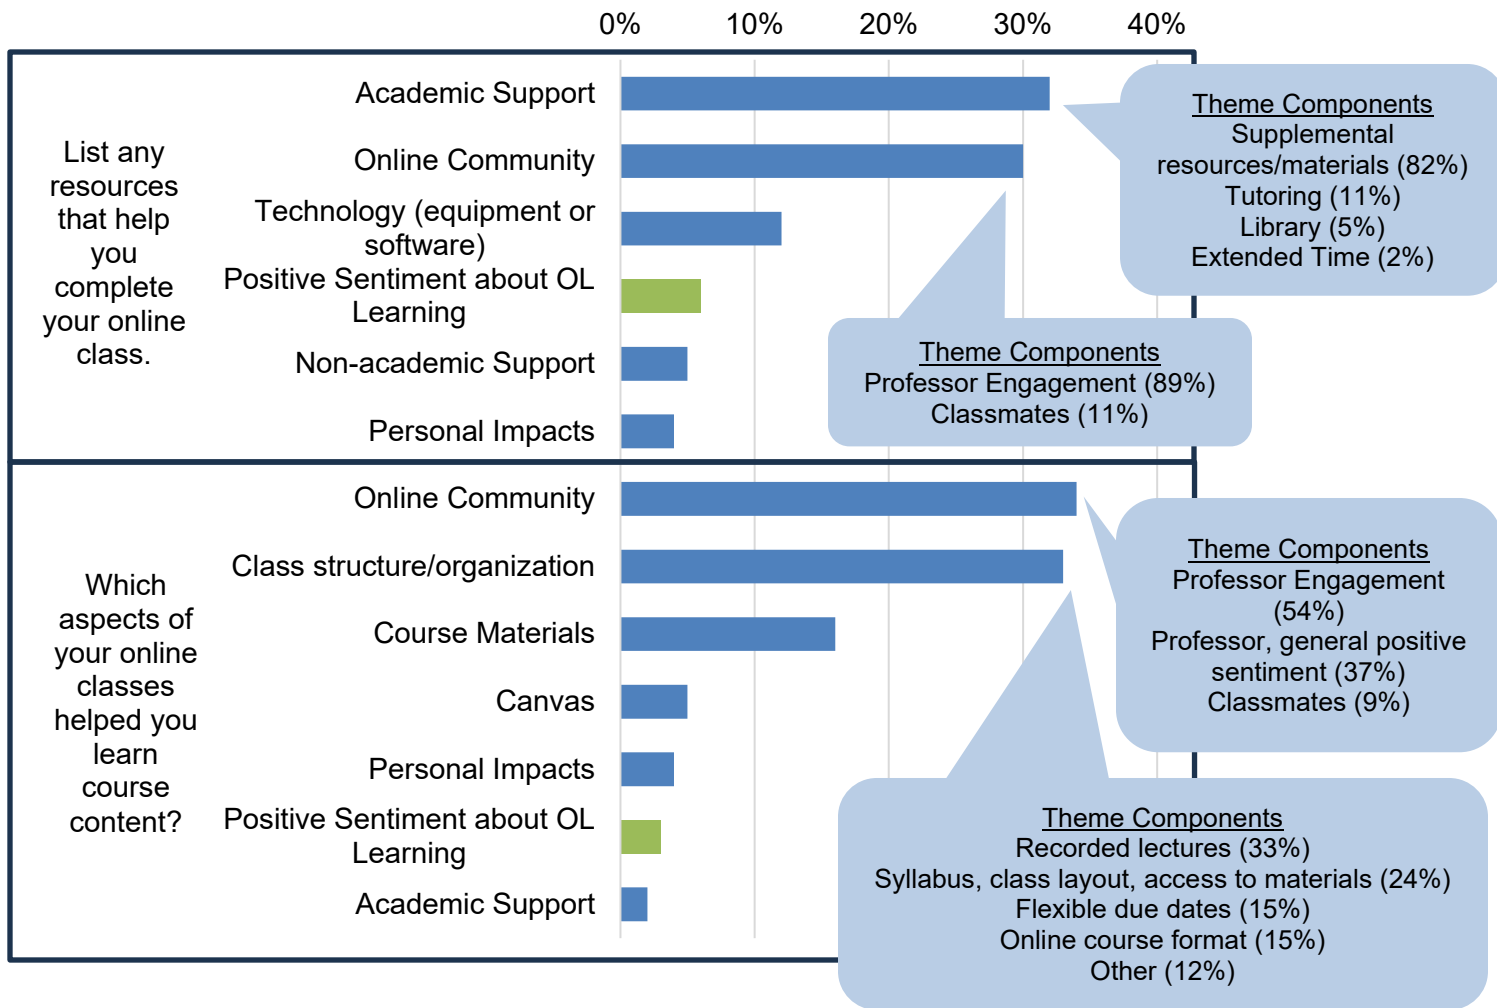 0% 10% 20% 30% 40%
List any
resources
that help
you
complete
your online
class.
Academic Support
Online Community
Technology (equipment or
software)
Positive Sentiment about OL
Learning
Non-academic Support
Personal Impacts
Theme Components
Supplemental
resources/materials (82%)
Tutoring (11%)
Library (5%)
Extended Time (2%)
Theme Components
Professor Engagement (89%)
Classmates (11%)
Which
aspects of
your online
classes
helped you
learn
course
content?
Online Community
Class structure/organization
Course Materials
Canvas
Personal Impacts
Positive Sentiment about OL
Learning
Academic Support
Theme Components
Professor Engagement
(54%)
Professor, general positive
sentiment (37%)
Classmates (9%)
Theme Components
Recorded lectures (33%)
Syllabus, class layout, access to materials (24%)
Flexible due dates (15%)
Online course format (15%)
Other (12%)